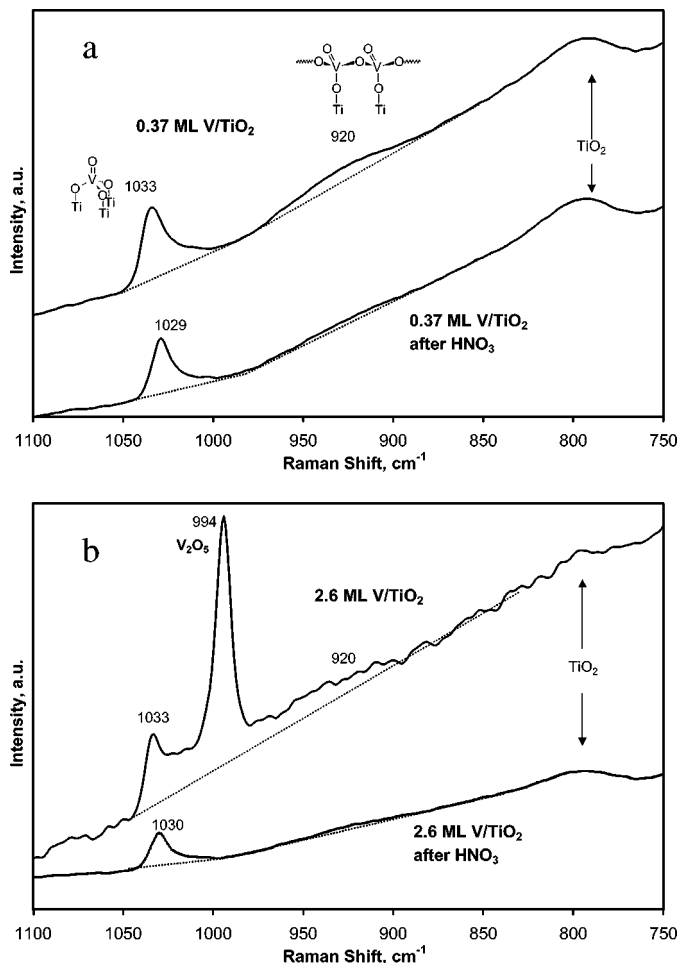 a
O O
V O V O
O O
Ti Ti
0.37 ML V/TiO2
920
O
V
O O
O
Ti Ti
Ti
1033
TiO2
1029
0.37 ML V/TiO2
after HNO3
Intensity, a.u.
1100 1050 1000 950 900 850 800 750
Raman Shift, cm-1
b
994
V2O5
2.6 ML V/TiO2
920
1033
TiO2
1030
2.6 ML V/TiO2
after HNO3
Intensity, a.u.
1100 1050 1000 950 900 850 800 750
Raman Shift, cm-1